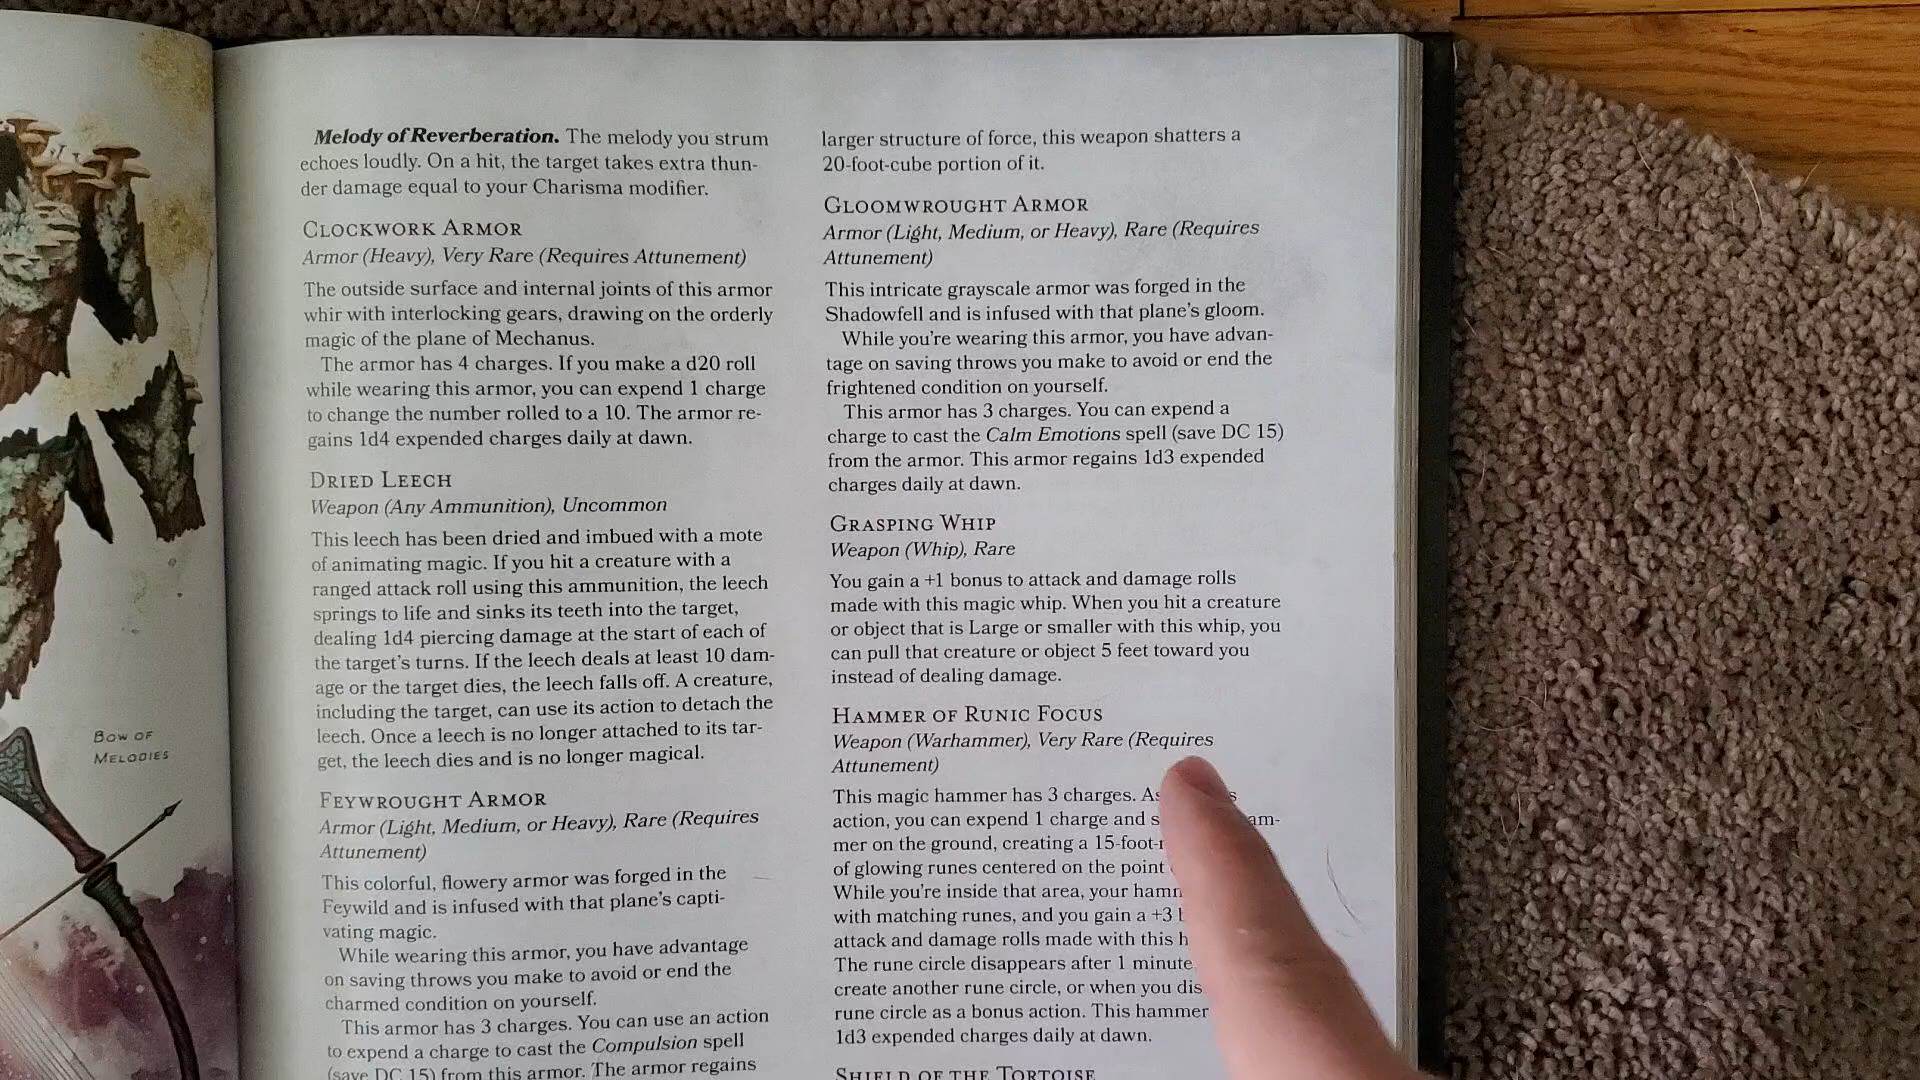 Melody of Reverberation. The melody you strum
echoes loudly. On a hit, the target takes extra thun-
der damage equal to your Charisma modifier.
CLOCKWORK ARMOR
Armor (Heavy), Very Rare (Requires Attunement)
The outside surface and internal joints of this armor
whir with interlocking gears, drawing on the orderly
magic of the plane of Mechanus.
The armor has 4 charges. If you make a d20 roll
while wearing this armor, you can expend 1 charge
to change the number rolled to a 10. The armor re-
gains 1d4 expended charges daily at dawn.
DRIED LEECH
Weapon (Any Ammunition), Uncommon
This leech has been dried and imbued with a mote
of animating magic. If you hit a creature with a
ranged attack roll using this ammunition, the leech
springs to life and sinks its teeth into the target,
dealing 1d4 piercing damage at the start of each of
the target's turns. If the leech deals at least 10 dam-
age or the target dies, the leech falls off. A creature,
including the target, can use its action to detach the
leech. Once a leech is no longer attached to its tar-
get, the leech dies and is no longer magical.
FEYWROUGHT ARMOR
Armor (Light, Medium, or Heavy), Rare (Requires
Attunement)
This colorful, flowery armor was forged in the
Feywild and is infused with that plane's capti-
vating magic.
While wearing this armor, you have advantage
on saving throws you make to avoid or end the
charmed condition on yourself.
This armor has 3 charges. You can use an action
to expend a charge to cast the Compulsion spell
(save DC 15) from this armor. The armor regains
larger structure of force, this weapon shatters a
20-foot-cube portion of it.
GLOOMWROUGHT ARMOR
Armor (Light, Medium, or Heavy), Rare (Requires
Attunement)
This intricate grayscale armor was forged in the
Shadowfell and is infused with that plane's gloom.
While you're wearing this armor, you have advan-
tage on saving throws you make to avoid or end the
frightened condition on yourself.
This armor has 3 charges. You can expend a
charge to cast the Calm Emotions spell (save DC 15)
from the armor. This armor regains 1d3 expended
charges daily at dawn.
GRASPING WHIP
Weapon (Whip), Rare
You gain a +1 bonus to attack and damage rolls
made with this magic whip. When you hit a creature
or object that is Large or smaller with this whip, you
can pull that creature or object 5 feet toward you
instead of dealing damage.
HAMMER OF RUNIC FOCUS
Weapon (Warhammer), Very Rare (Requires
Attunement)
This magic hammer has 3 charges.
action, you can expend 1 charge and
mer on the ground, creating a
of glowing runes centered on the point
While you're inside that area, your
with matching runes, and you gain a +3
attack and damage rolls made with this
The rune circle disappears after 1 minute
create another rune circle, or when you
rune circle as a bonus action. This hammer
1d3 expended charges daily at dawn.
SHIELD OF THE TORTOISE
BOW OF
MELODIES